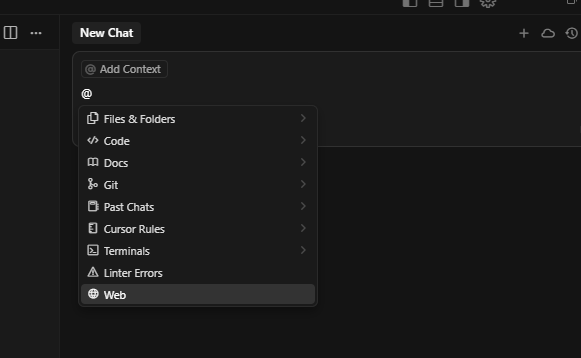 New Chat
@ Add Context
@
Files & Folders
Code
Docs
Git
Past Chats
Cursor Rules
Terminals
Linter Errors
Web